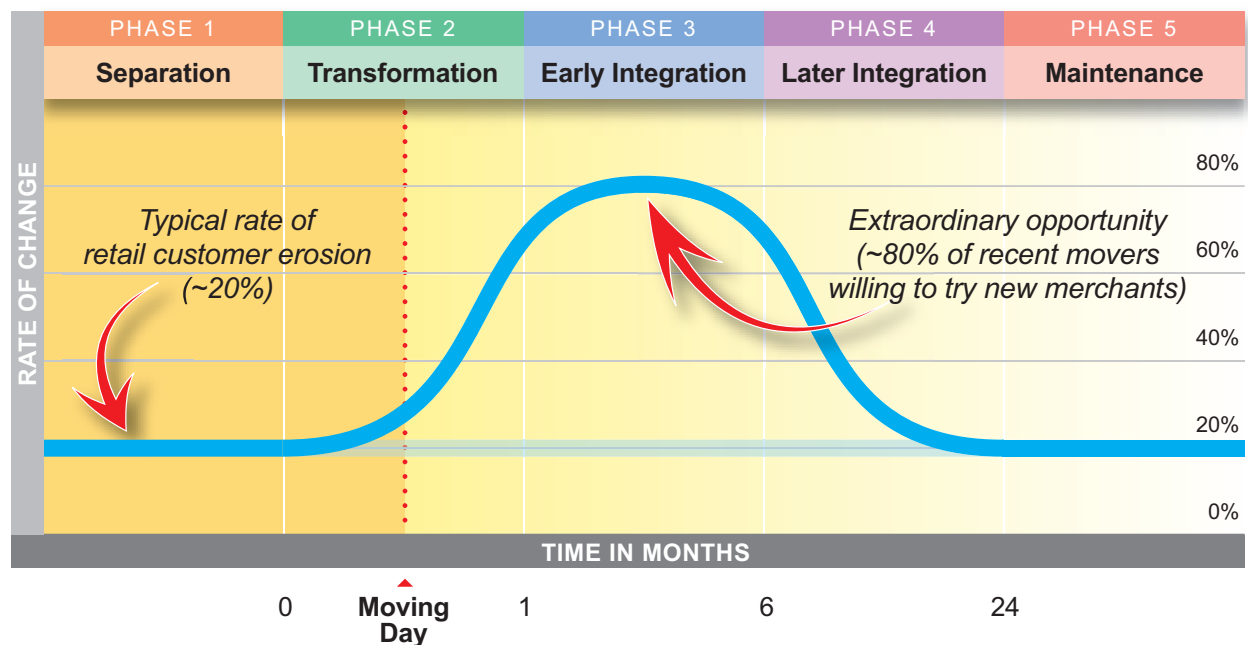 PHASE 1
PHASE 2
PHASE 3
PHASE 4
PHASE 5
Separation
Transformation
Early Integration
Later Integration
Maintenance
RATE OF CHANGE
80%
60%
40%
20%
0%
Typical rate of
retail customer erosion
(~20%)
Extraordinary opportunity
(~80% of recent movers
willing to try new merchants)
TIME IN MONTHS
0
Moving
Day
1
6
24